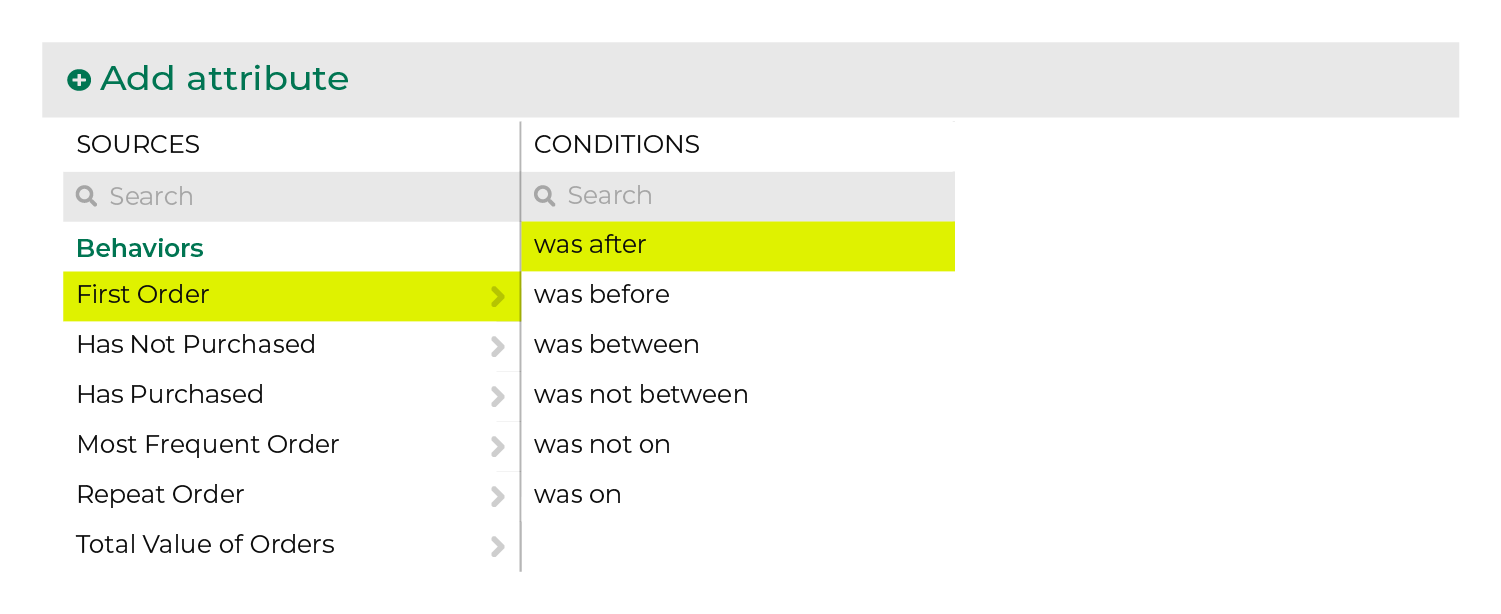 Add attribute
SOURCES
Search
Behaviors
First Order
Has Not Purchased
Has Purchased
Most Frequent Order
Repeat Order
Total Value of Orders
CONDITIONS
Search
was after
was before
was between
was not between
was not on
was on